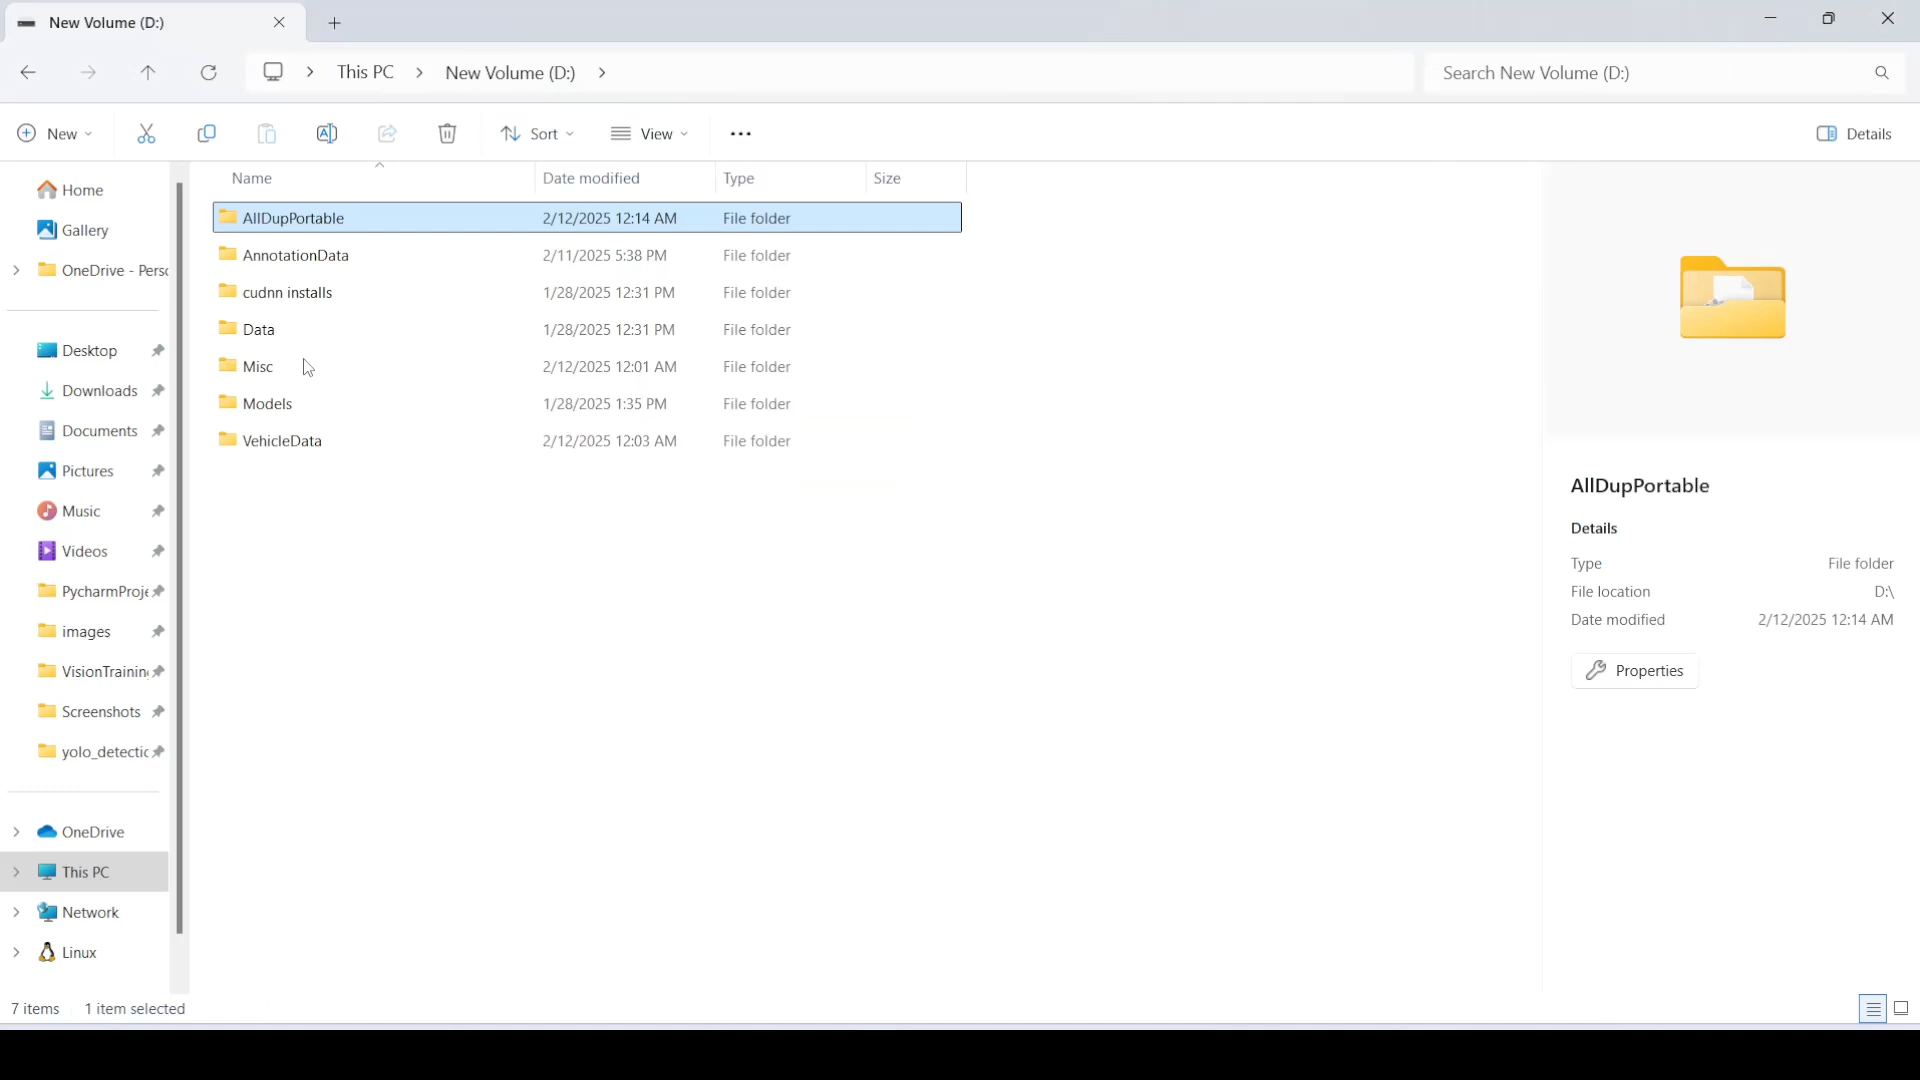 New Volume (D:)
This PC > New Volume (D:) >
Search New Volume (D:)
New
Sort
View
Details
Home
Gallery
OneDrive - Perso
Desktop
Downloads
Documents
Pictures
Music
Videos
PycharmProje
images
VisionTraining
Screenshots
yolo_detectio
OneDrive
This PC
Network
Linux
Name Date modified Type Size
AllDupPortable 2/12/2025 12:14 AM File folder
AnnotationData 2/11/2025 5:38 PM File folder
cudnn installs 1/28/2025 12:31 PM File folder
Data 1/28/2025 12:31 PM File folder
Misc 2/12/2025 12:01 AM File folder
Models 1/28/2025 1:35 PM File folder
VehicleData 2/12/2025 12:03 AM File folder
AllDupPortable
Details
Type File folder
File location D:\
Date modified 2/12/2025 12:14 AM
Properties
7 items 1 item selected